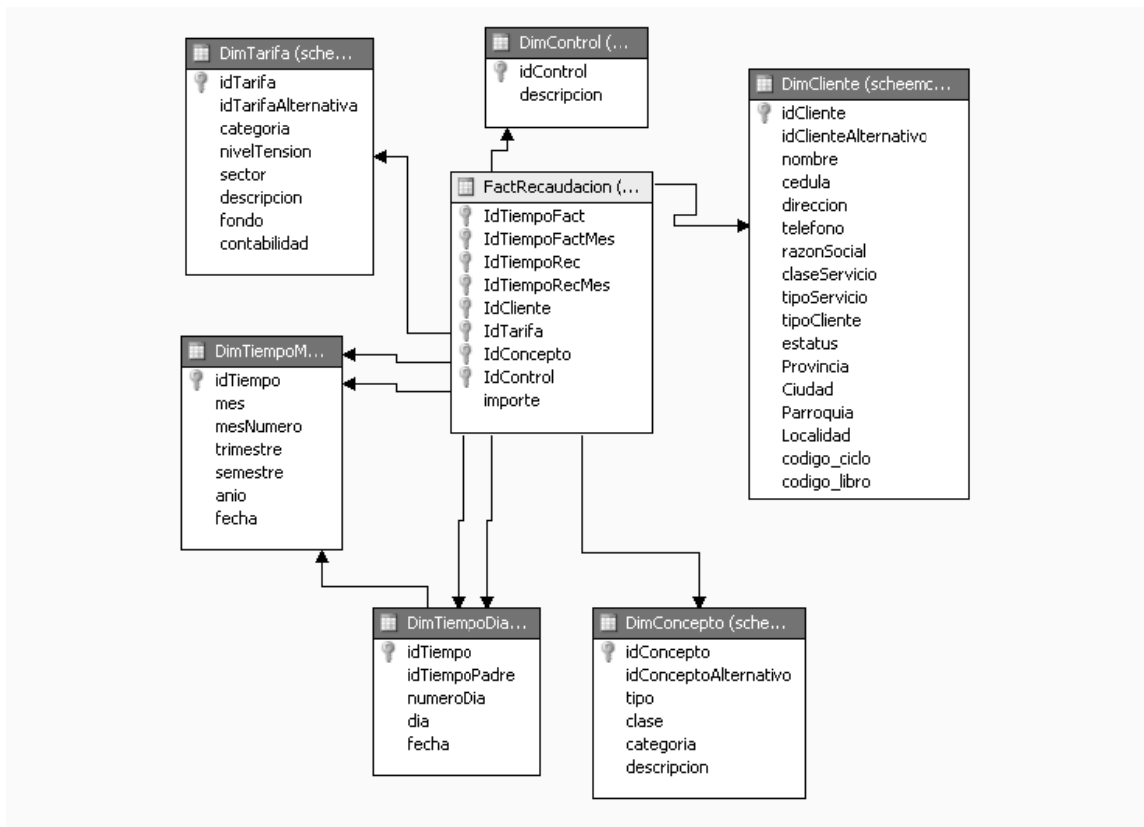 DimTarifa (sche...
idTarifa
idTarifaAlternativa
categoria
nivelTension
sector
descripcion
fondo
contabilidad
DimControl (...
idControl
descripcion
DimCliente (scheemc...
idCliente
idClienteAlternativo
nombre
cedula
direccion
telefono
razonSocial
claseServicio
tipoServicio
tipoCliente
estatus
Provincia
Ciudad
Parroquia
Localidad
codigo_ciclo
codigo_libro
FactRecaudacion (...
IdTiempoFact
IdTiempoFactMes
IdTiempoRec
IdTiempoRecMes
IdCliente
IdTarifa
IdConcepto
IdControl
importe
DimTiempoM...
idTiempo
mes
mesNumero
trimestre
semestre
anio
fecha
DimTiempoDia...
idTiempo
idTiempoPadre
numeroDia
dia
fecha
DimConcepto (sche...
idConcepto
idConceptoAlternativo
tipo
clase
categoria
descripcion